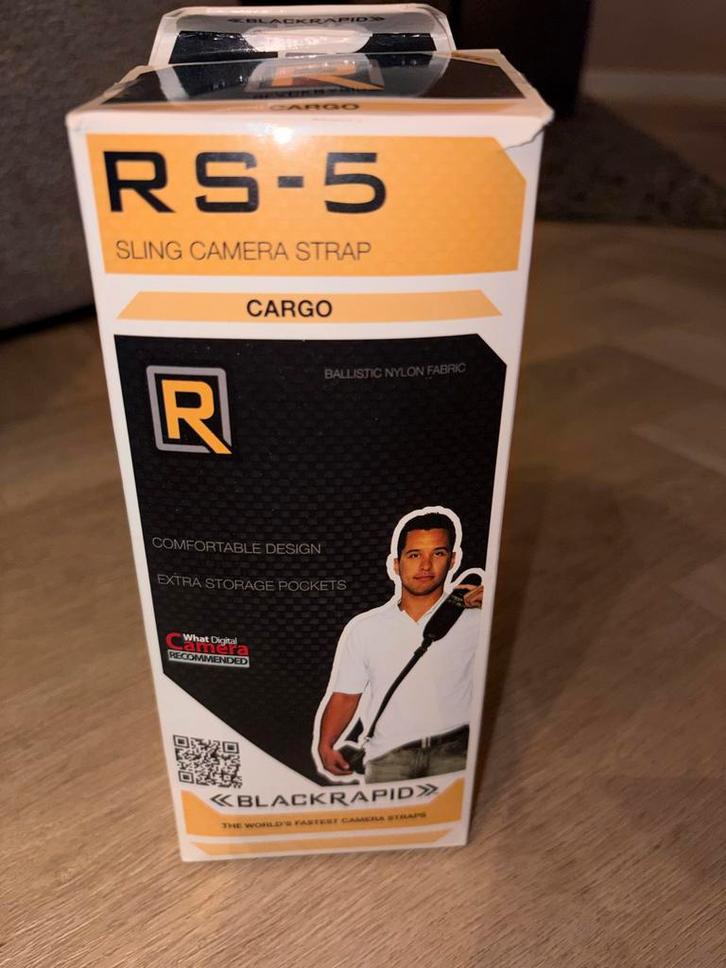 BLACKRAPID
R
CARGO
RS-5
SLING CAMERA STRAP
CARGO
R
BALLISTIC NYLON FABRIC
COMFORTABLE DESIGN
EXTRA STORAGE POCKETS
What Digital
Camera
RECOMMENDED
BLACKRAPID
THE WORLD'S FASTEST CAMERA STRAPS